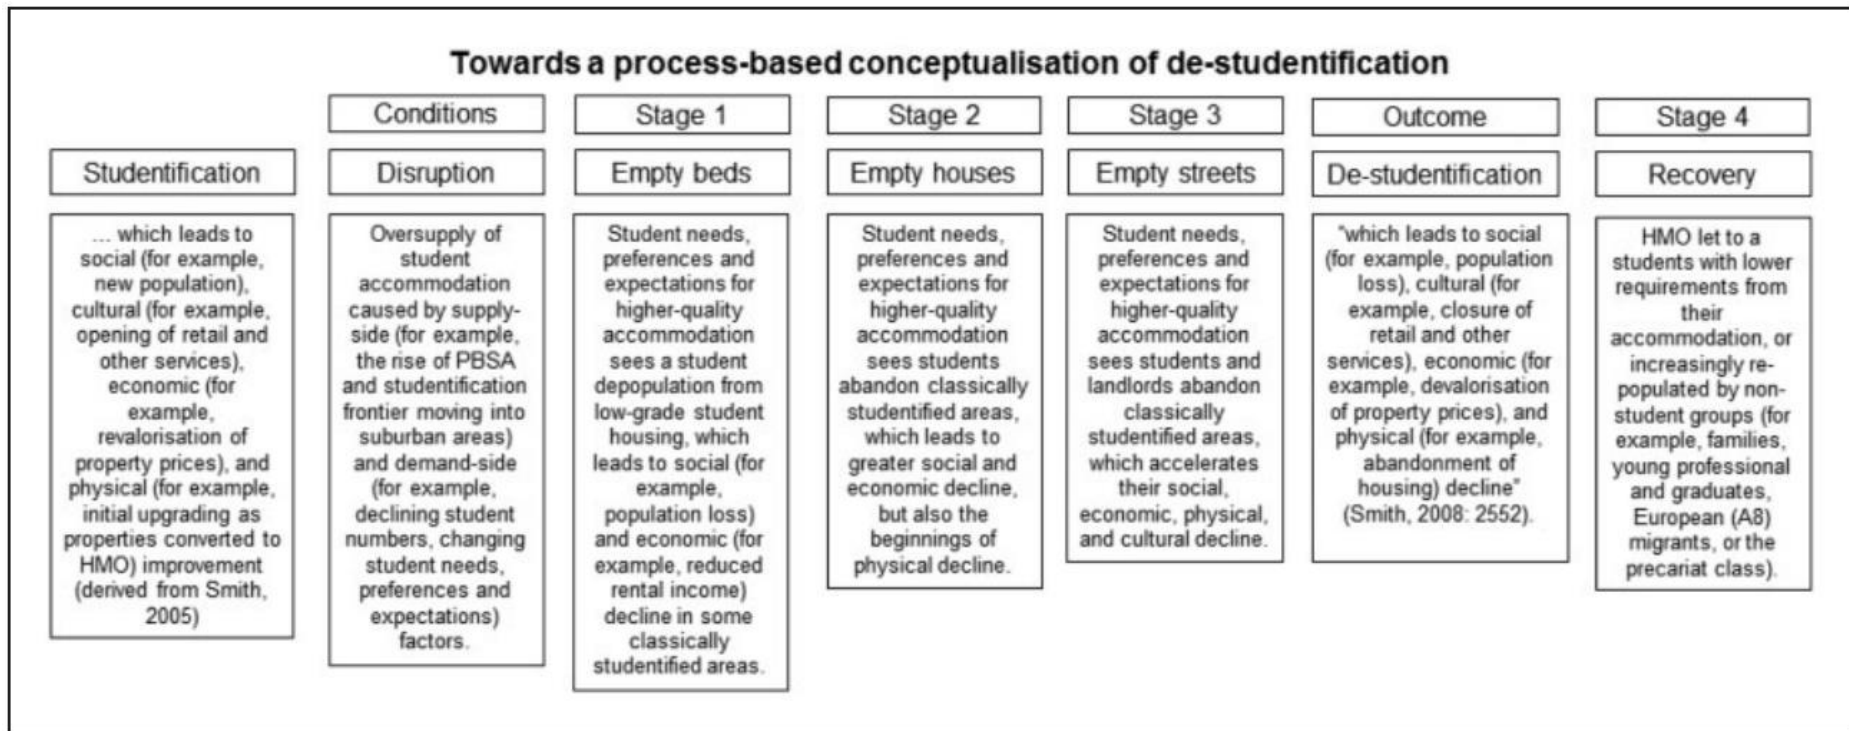 Towards a process-based conceptualisation of de-studentification
Studentification
... which leads to
social (for example,
new population),
cultural (for example,
opening of retail and
other services),
economic (for
example,
revalorisation of
property prices), and
physical (for example,
initial upgrading as
properties converted to
HMO) improvement
(derived from Smith,
2005)
Conditions
Disruption
Oversupply of
student
accommodation
caused by supply-
side (for example,
the rise of PBSA
and studentification
frontier moving into
suburban areas)
and demand-side
(for example,
declining student
numbers, changing
student needs,
preferences and
expectations)
factors.
Stage 1
Empty beds
Student needs,
preferences and
expectations for
higher-quality
accommodation
sees a student
depopulation from
low-grade student
housing, which
leads to social (for
example,
population loss)
and economic (for
example, reduced
rental income)
decline in some
classically
studentified areas.
Stage 2
Empty houses
Student needs,
preferences and
expectations for
higher-quality
accommodation
sees students
abandon classically
studentified areas,
which leads to
greater social and
economic decline,
but also the
beginnings of
physical decline.
Stage 3
Empty streets
Student needs,
preferences and
expectations for
higher-quality
accommodation
sees students and
landlords abandon
classically
studentified areas,
which accelerates
their social,
economic, physical,
and cultural decline.
Outcome
De-studentification
"which leads to social
(for example, population
loss), cultural (for
example, closure of
retail and other
services), economic (for
example, devalorisation
of property prices), and
physical (for example,
abandonment of
housing) decline"
(Smith, 2008: 2552).
Stage 4
Recovery
HMO let to a
students with lower
requirements from
their
accommodation, or
increasingly re-
populated by non-
student groups (for
example, families,
young professional
and graduates,
European (A8)
migrants, or the
precariat class).